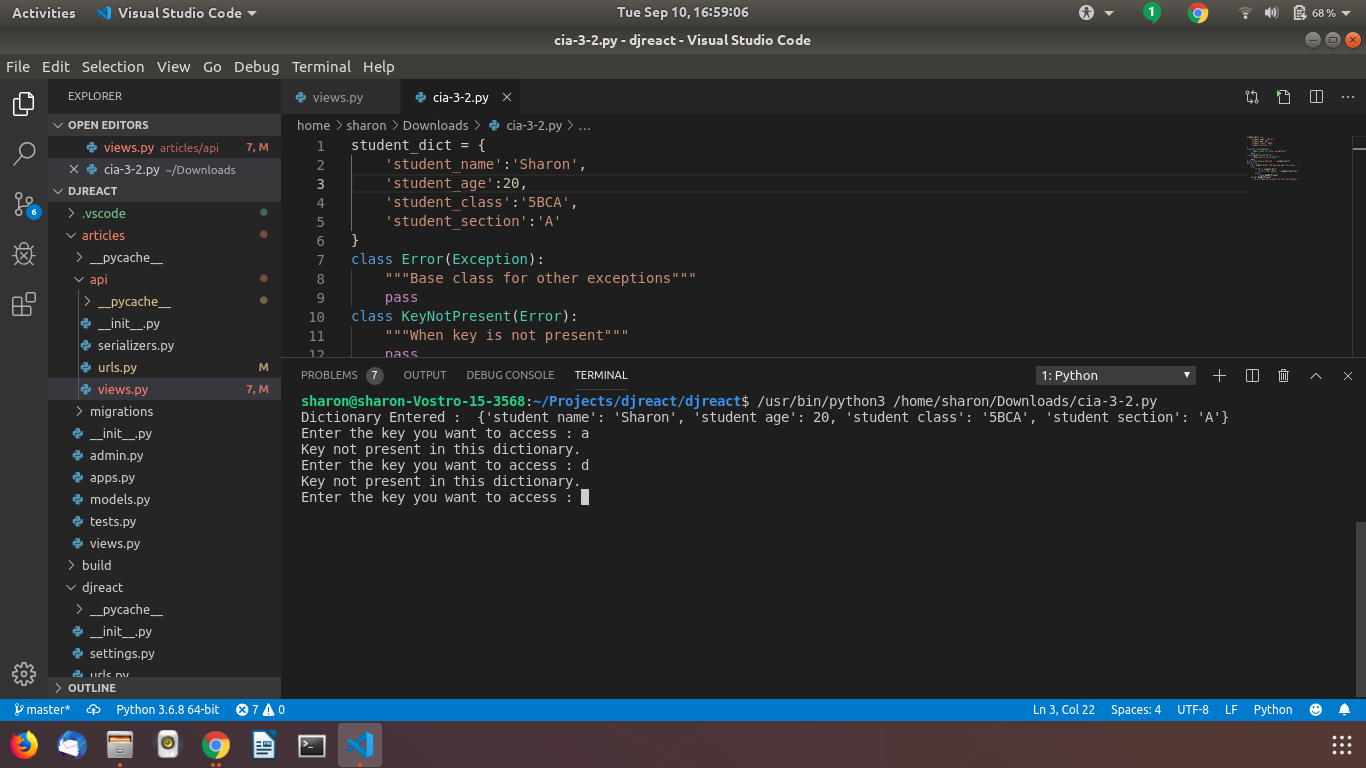 Activities
Visual Studio Code
Tue Sep 10, 16:59:06
1
68 %
cia-3-2.py - djreact - Visual Studio Code
File Edit Selection View Go Debug Terminal Help
EXPLORER
OPEN EDITORS
views.py articles/api 7, M
cia-3-2.py ~/Downloads
DJREACT
.vscode
articles
__pycache__
api
__pycache__
__init__.py
serializers.py
urls.py M
views.py 7, M
migrations
__init__.py
admin.py
apps.py
models.py
tests.py
views.py
build
djreact
__pycache__
__init__.py
settings.py
urls.py
OUTLINE
6
views.py
cia-3-2.py
home > sharon > Downloads > cia-3-2.py > ...
1 student_dict = {
2 'student_name':'Sharon',
3 'student_age':20,
4 'student_class':'5BCA',
5 'student_section':'A'
6 }
7 class Error(Exception):
8 """Base class for other exceptions"""
9 pass
10 class KeyNotPresent(Error):
11 """When key is not present"""
12 pass
PROBLEMS 7 OUTPUT DEBUG CONSOLE TERMINAL
1: Python
sharon@sharon-Vostro-15-3568:~/Projects/djreact/djreact$ /usr/bin/python3 /home/sharon/Downloads/cia-3-2.py
Dictionary Entered :  {'student name': 'Sharon', 'student age': 20, 'student class': '5BCA', 'student section': 'A'}
Enter the key you want to access : a
Key not present in this dictionary.
Enter the key you want to access : d
Key not present in this dictionary.
Enter the key you want to access :
master*
Python 3.6.8 64-bit
7 0
Ln 3, Col 22
Spaces: 4
UTF-8
LF
Python